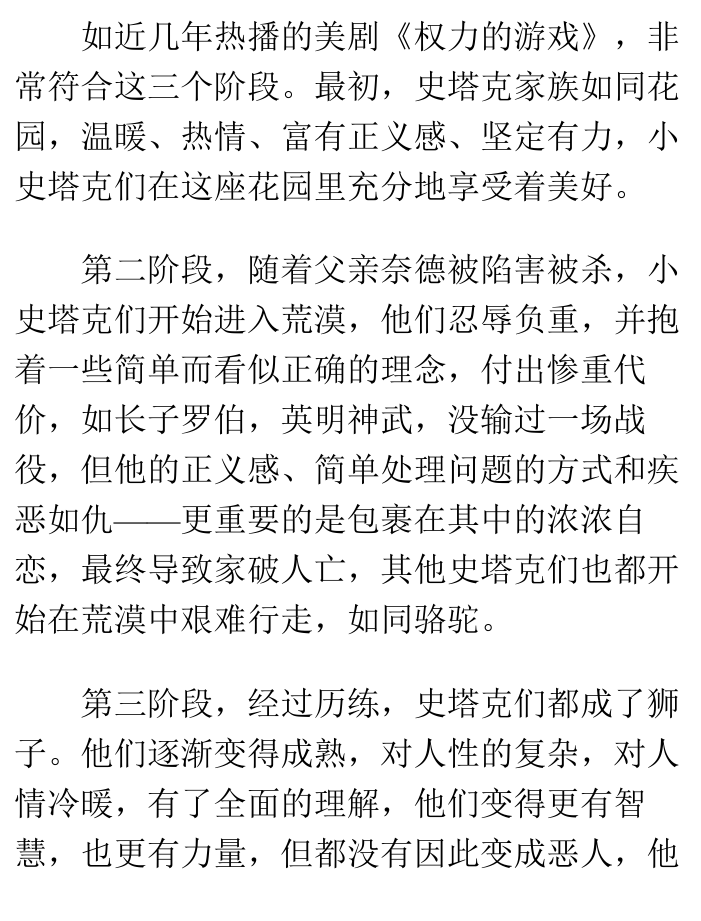 如近几年热播的美剧《权力的游戏》，非
常符合这三个阶段。最初，史塔克家族如同花
园，温暖、热情、富有正义感、坚定有力，小
史塔克们在这座花园里充分地享受着美好。
第二阶段，随着父亲奈德被陷害被杀，小
史塔克们开始进入荒漠，他们忍辱负重，并抱
着一些简单而看似正确的理念，付出惨重代
价，如长子罗伯，英明神武，没输过一场战
役，但他的正义感、简单处理问题的方式和疾
恶如仇——更重要的是包裹在其中的浓浓自
恋，最终导致家破人亡，其他史塔克们也都开
始在荒漠中艰难行走，如同骆驼。
第三阶段，经过历练，史塔克们都成了狮
子。他们逐渐变得成熟，对人性的复杂，对人
情冷暖，有了全面的理解，他们变得更有智
慧，也更有力量，但都没有因此变成恶人，他